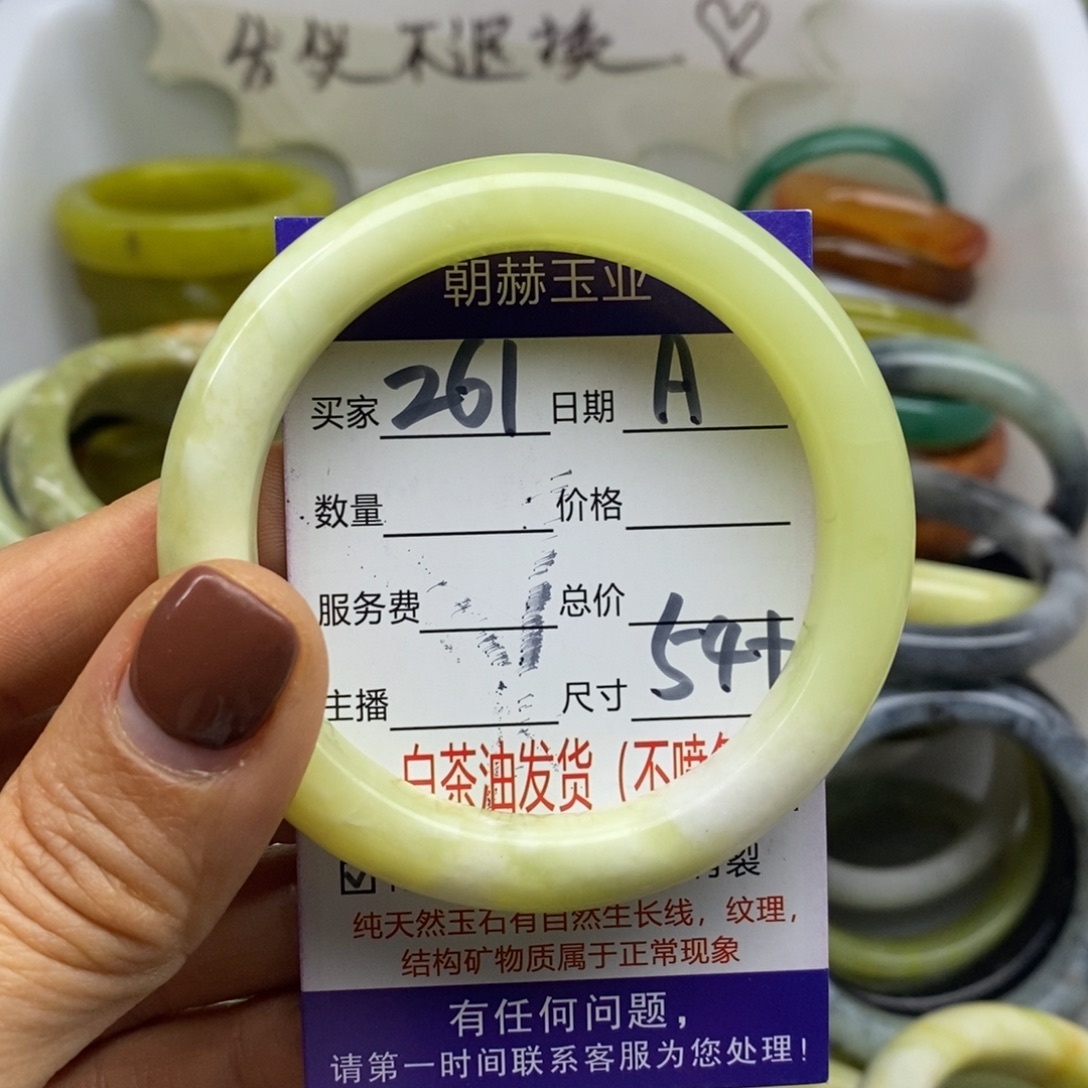 不退换
朝赫玉业
买家 261 日期 A
数量 价格
服务费 总价
主播 尺寸 54+
白茶油发货（不喷
裂
纯天然玉石有自然生长线，纹理，
结构矿物质属于正常现象
有任何问题，
请第一时间联系客服为您处理！